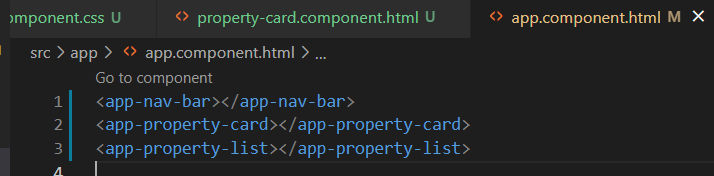 omponent.css U property-card.component.html U app.component.html M
src > app > app.component.html > ...
Go to component
1 <app-nav-bar></app-nav-bar>
2 <app-property-card></app-property-card>
3 <app-property-list></app-property-list>
4